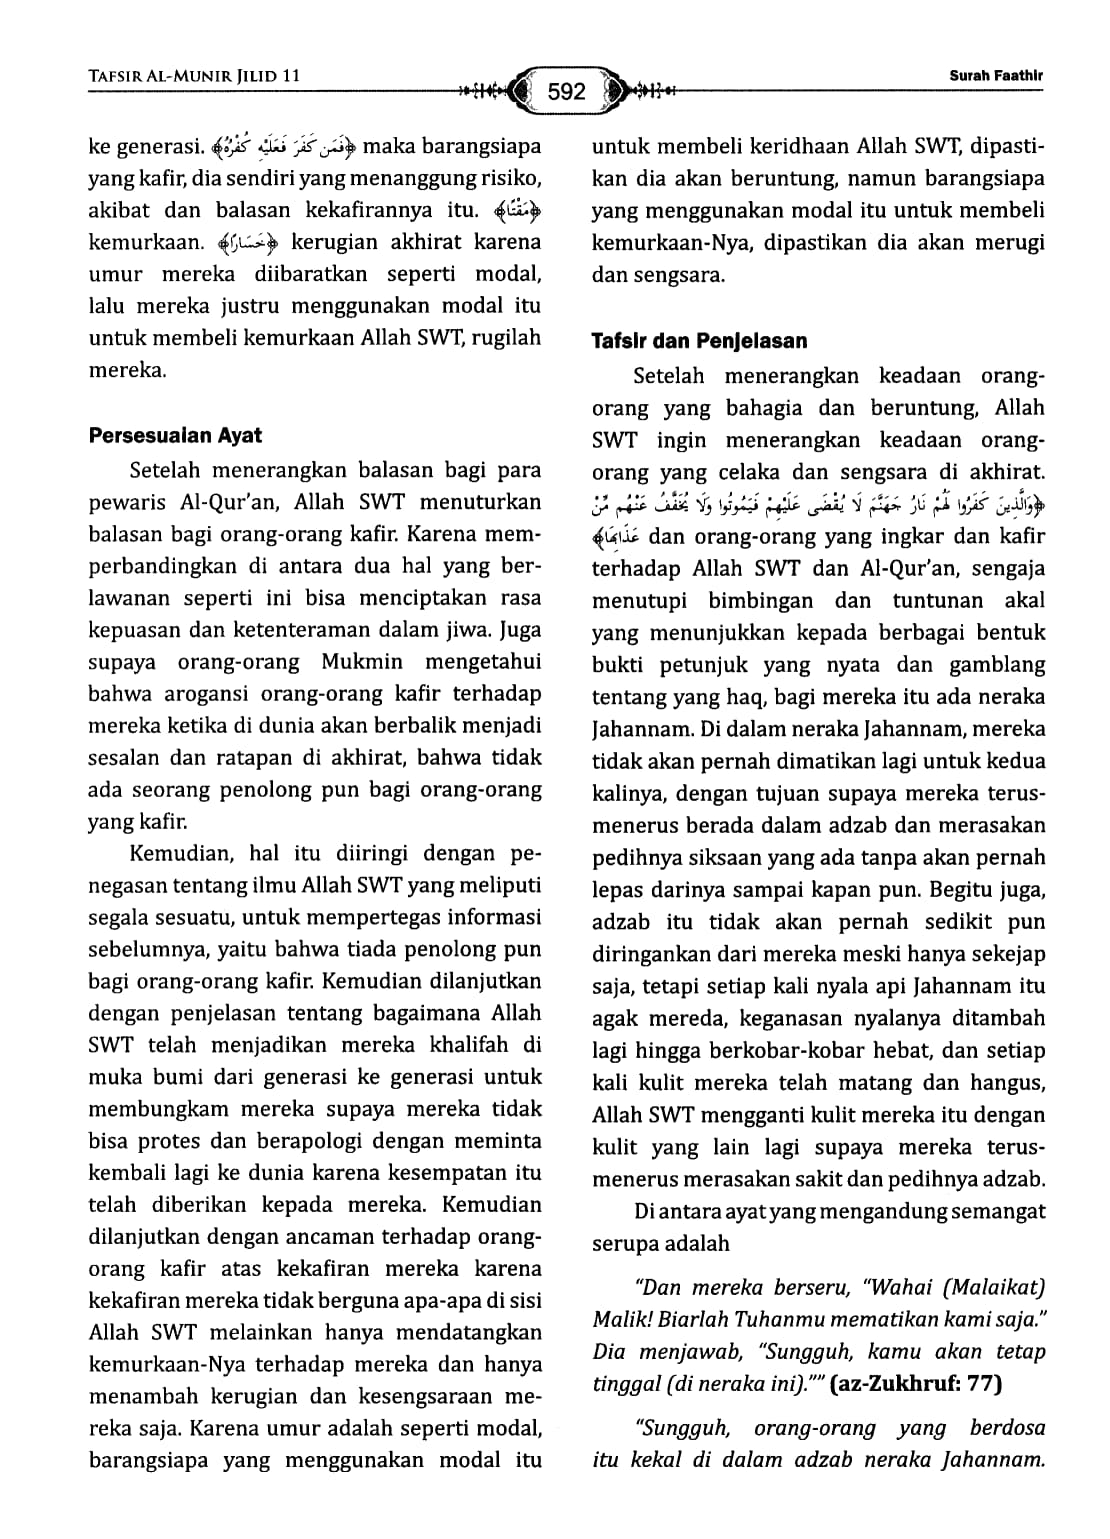 TAFSIR AL-MUNIR JILID 11
592
Surah Faathir
ke generasi. ﴿فَمَن كَفَرَ فَعَلَيْهِ كُفْرُهُ﴾ maka barangsiapa
yang kafir, dia sendiri yang menanggung risiko,
akibat dan balasan kekafirannya itu. ﴿مَقْتًا﴾
kemurkaan. ﴿خَسَارًا﴾ kerugian akhirat karena
umur mereka diibaratkan seperti modal,
lalu mereka justru menggunakan modal itu
untuk membeli kemurkaan Allah SWT, rugilah
mereka.
Persesuaian Ayat
Setelah menerangkan balasan bagi para
pewaris Al-Qur’an, Allah SWT menuturkan
balasan bagi orang-orang kafir. Karena mem-
perbandingkan di antara dua hal yang ber-
lawanan seperti ini bisa menciptakan rasa
kepuasan dan ketenteraman dalam jiwa. Juga
supaya orang-orang Mukmin mengetahui
bahwa arogansi orang-orang kafir terhadap
mereka ketika di dunia akan berbalik menjadi
sesalan dan ratapan di akhirat, bahwa tidak
ada seorang penolong pun bagi orang-orang
yang kafir.
Kemudian, hal itu diiringi dengan pe-
negasan tentang ilmu Allah SWT yang meliputi
segala sesuatu, untuk mempertegas informasi
sebelumnya, yaitu bahwa tiada penolong pun
bagi orang-orang kafir. Kemudian dilanjutkan
dengan penjelasan tentang bagaimana Allah
SWT telah menjadikan mereka khalifah di
muka bumi dari generasi ke generasi untuk
membungkam mereka supaya mereka tidak
bisa protes dan berapologi dengan meminta
kembali lagi ke dunia karena kesempatan itu
telah diberikan kepada mereka. Kemudian
dilanjutkan dengan ancaman terhadap orang-
orang kafir atas kekafiran mereka karena
kekafiran mereka tidak berguna apa-apa di sisi
Allah SWT melainkan hanya mendatangkan
kemurkaan-Nya terhadap mereka dan hanya
menambah kerugian dan kesengsaraan me-
reka saja. Karena umur adalah seperti modal,
barangsiapa yang menggunakan modal itu
untuk membeli keridhaan Allah SWT, dipasti-
kan dia akan beruntung, namun barangsiapa
yang menggunakan modal itu untuk membeli
kemurkaan-Nya, dipastikan dia akan merugi
dan sengsara.
Tafsir dan Penjelasan
Setelah menerangkan keadaan orang-
orang yang bahagia dan beruntung, Allah
SWT ingin menerangkan keadaan orang-
orang yang celaka dan sengsara di akhirat.
﴿وَالَّذِينَ كَفَرُوا لَهُمْ نَارُ جَهَنَّمَ لَا يُقْضَى عَلَيْهِمْ فَيَمُوتُوا وَلَا يُخَفَّفُ عَنْهُم مِّنْ
عَذَابِهَا﴾ dan orang-orang yang ingkar dan kafir
terhadap Allah SWT dan Al-Qur’an, sengaja
menutupi bimbingan dan tuntunan akal
yang menunjukkan kepada berbagai bentuk
bukti petunjuk yang nyata dan gamblang
tentang yang haq, bagi mereka itu ada neraka
Jahannam. Di dalam neraka Jahannam, mereka
tidak akan pernah dimatikan lagi untuk kedua
kalinya, dengan tujuan supaya mereka terus-
menerus berada dalam adzab dan merasakan
pedihnya siksaan yang ada tanpa akan pernah
lepas darinya sampai kapan pun. Begitu juga,
adzab itu tidak akan pernah sedikit pun
diringankan dari mereka meski hanya sekejap
saja, tetapi setiap kali nyala api Jahannam itu
agak mereda, keganasan nyalanya ditambah
lagi hingga berkobar-kobar hebat, dan setiap
kali kulit mereka telah matang dan hangus,
Allah SWT mengganti kulit mereka itu dengan
kulit yang lain lagi supaya mereka terus-
menerus merasakan sakit dan pedihnya adzab.
Di antara ayat yang mengandung semangat
serupa adalah
“Dan mereka berseru, “Wahai (Malaikat)
Malik! Biarlah Tuhanmu mematikan kami saja.”
Dia menjawab, “Sungguh, kamu akan tetap
tinggal (di neraka ini).”” (az-Zukhruf: 77)
“Sungguh, orang-orang yang berdosa
itu kekal di dalam adzab neraka Jahannam.